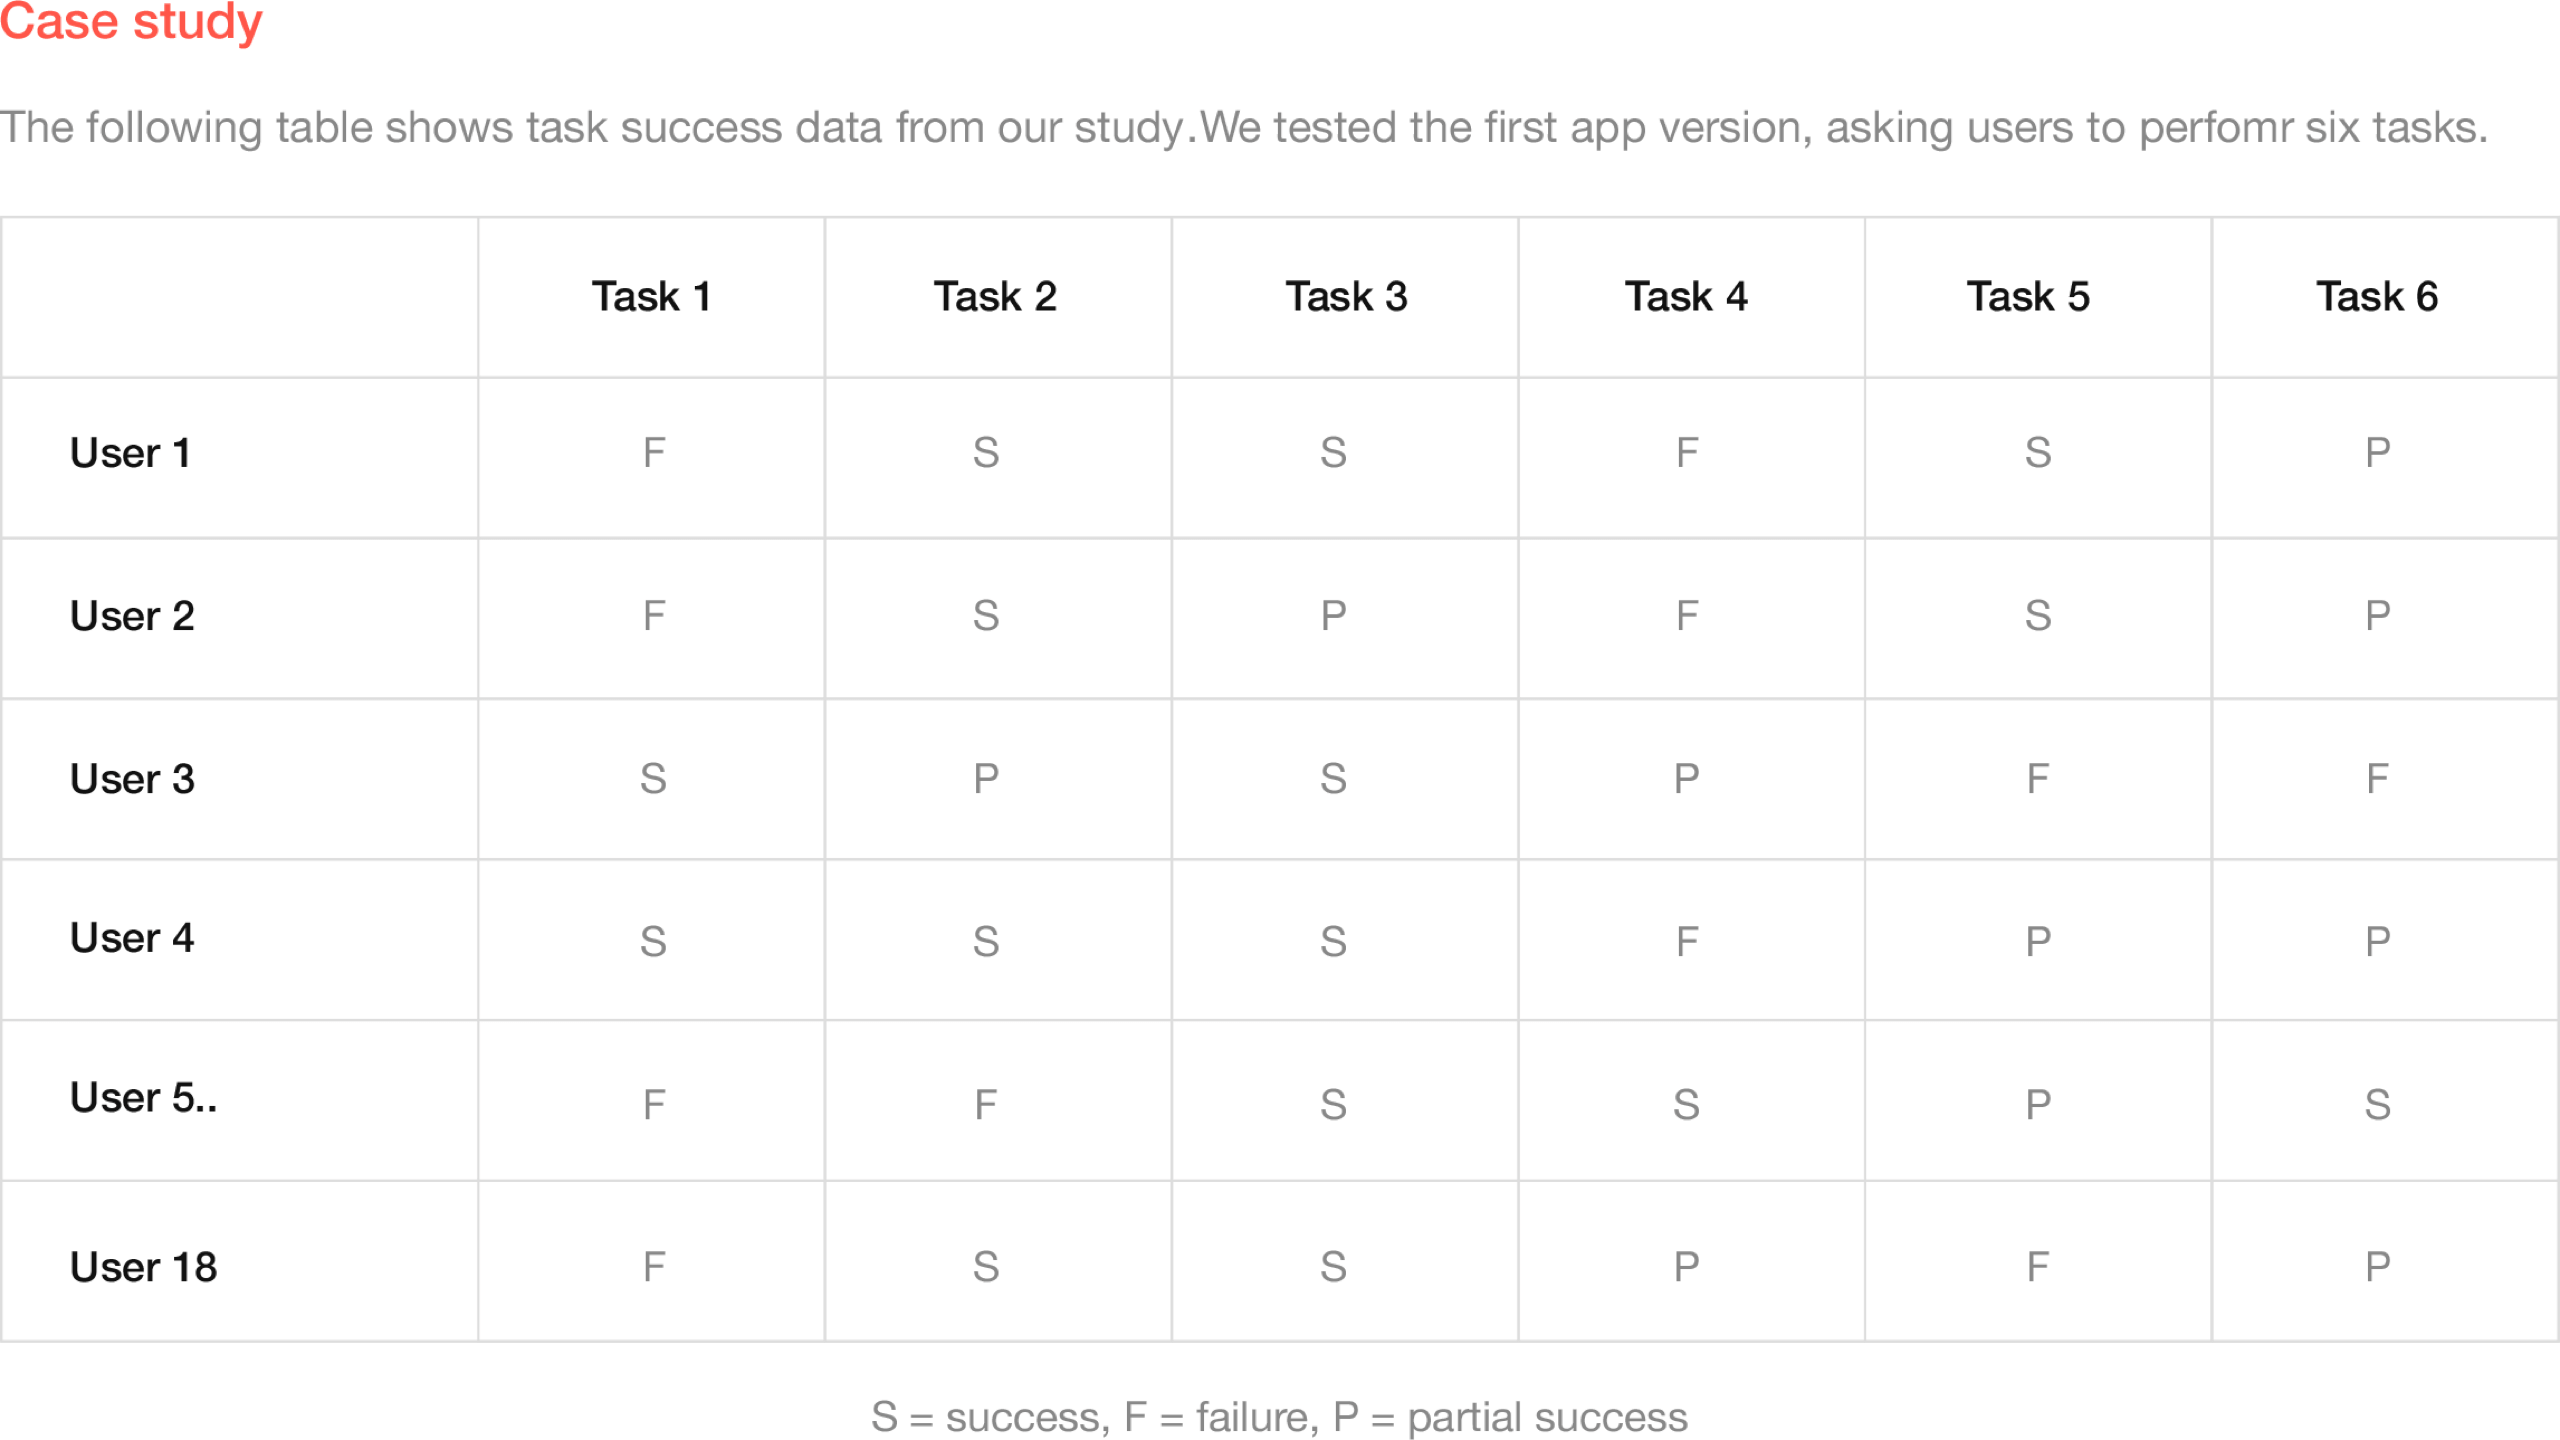 Case study
The following table shows task success data from our study.We tested the first app version, asking users to perfomr six tasks.
Task 1 Task 2 Task 3 Task 4 Task 5 Task 6
User 1 F S S F S P
User 2 F S P F S P
User 3 S P S P F F
User 4 S S S F P P
User 5.. F F S S P S
User 18 F S S P F P
S = success, F = failure, P = partial success